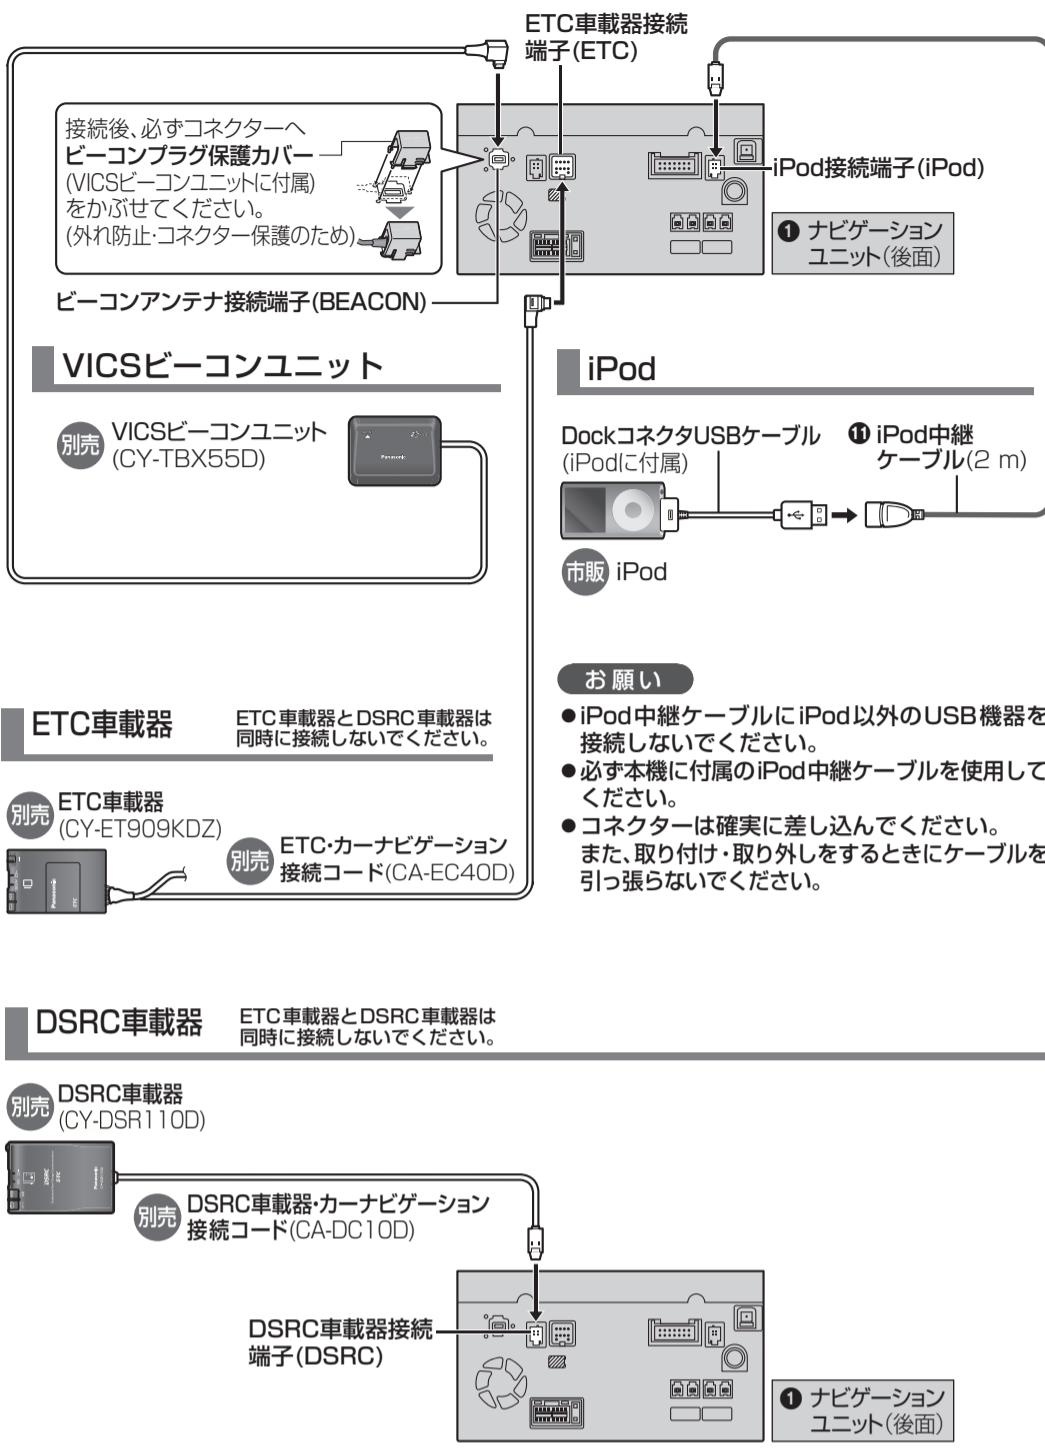 ETC車載器接続
端子(ETC)
接続後、必ずコネクターへ
ビーコンプラグ保護カバー
(VICSビーコンユニットに付属)
をかぶせてください。
(外れ防止・コネクター保護のため)
iPod接続端子(iPod)
❶ ナビゲーション
ユニット(後面)
ビーコンアンテナ接続端子(BEACON)
VICSビーコンユニット
別売 VICSビーコンユニット
(CY-TBX55D)
Panasonic
iPod
DockコネクタUSBケーブル
(iPodに付属)
⓫ iPod中継
ケーブル(2 m)
市販 iPod
お願い
●iPod中継ケーブルにiPod以外のUSB機器を
接続しないでください。
●必ず本機に付属のiPod中継ケーブルを使用して
ください。
●コネクターは確実に差し込んでください。
また、取り付け・取り外しをするときにケーブルを
引っ張らないでください。
ETC車載器
ETC車載器とDSRC車載器は
同時に接続しないでください。
別売 ETC車載器
(CY-ET909KDZ)
Panasonic
ETC
別売 ETC・カーナビゲーション
接続コード(CA-EC40D)
DSRC車載器
ETC車載器とDSRC車載器は
同時に接続しないでください。
別売 DSRC車載器
(CY-DSR110D)
DSRC
ETC
Panasonic
別売 DSRC車載器・カーナビゲーション
接続コード(CA-DC10D)
DSRC車載器接続
端子(DSRC)
❶ ナビゲーション
ユニット(後面)